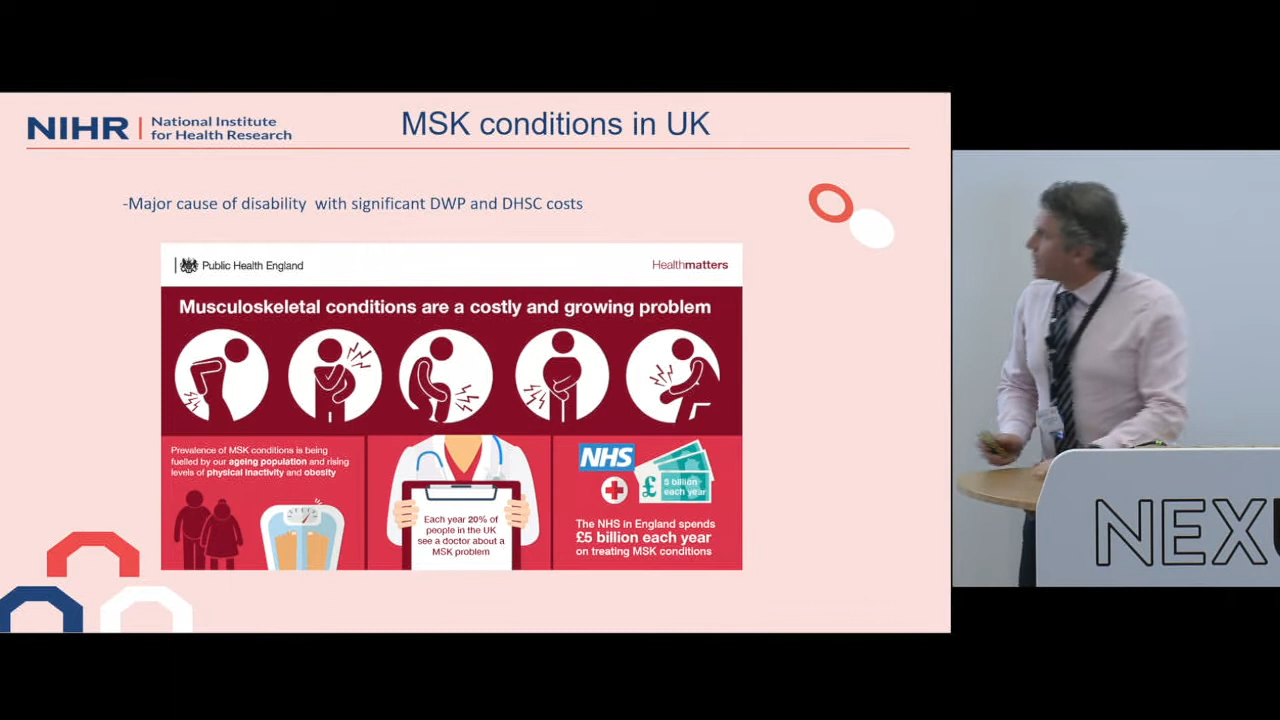 NIHR
National Institute
for Health Research
MSK conditions in UK
-Major cause of disability with significant DWP and DHSC costs
Public Health England
Healthmatters
Musculoskeletal conditions are a costly and growing problem
Prevalence of MSK conditions is being
fuelled by our ageing population and rising
levels of physical inactivity and obesity
Each year 20% of
people in the UK
see a doctor about a
MSK problem
NHS
£
5 billion
each year
The NHS in England spends
£5 billion each year
on treating MSK conditions
NEXU